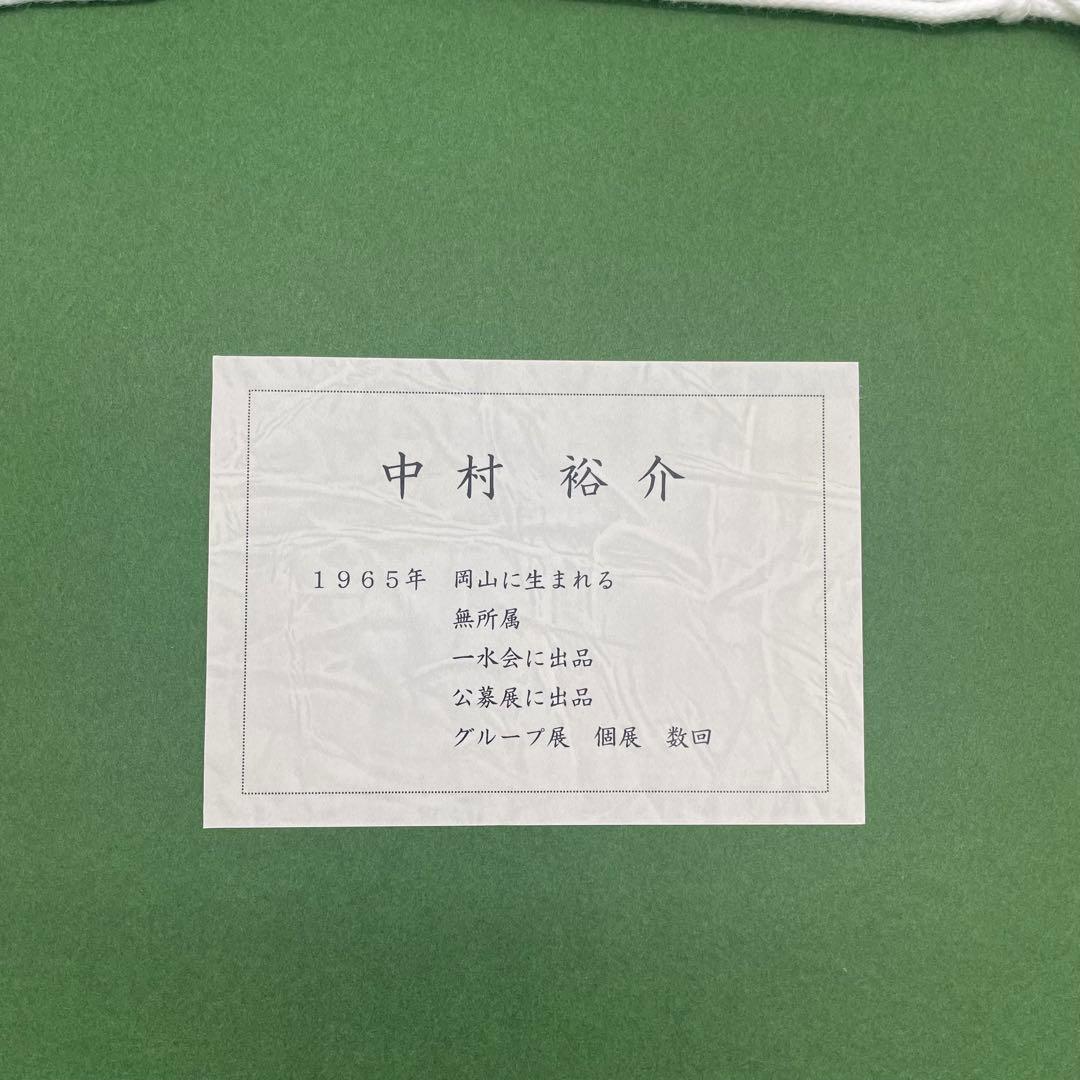 中村　裕介
１９６５年　岡山に生まれる
無所属
一水会に出品
公募展に出品
グループ展　個展　数回